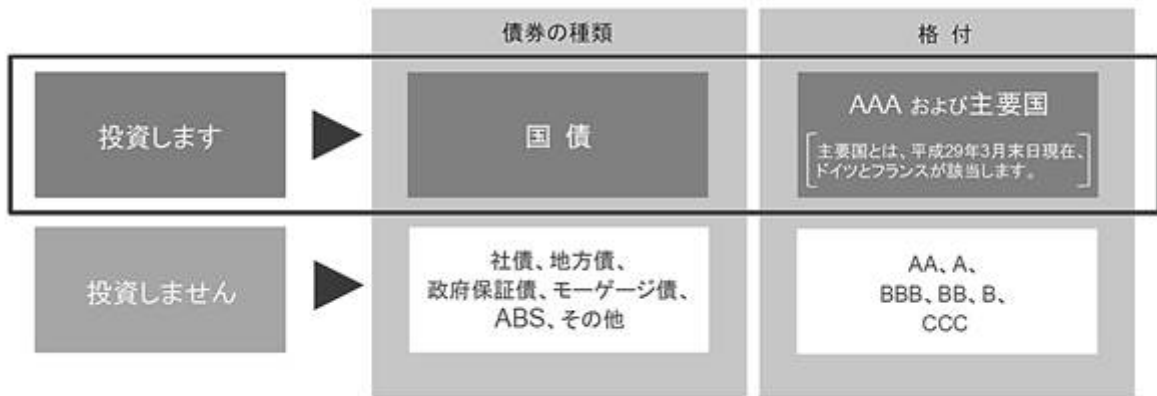 債券の種類
格 付
投資します
国 債
AAA および主要国
主要国とは、平成29年3月末日現在、
ドイツとフランスが該当します。
投資しません
社債、地方債、
政府保証債、モーゲージ債、
ABS、その他
AA、A、
BBB、BB、B、
CCC